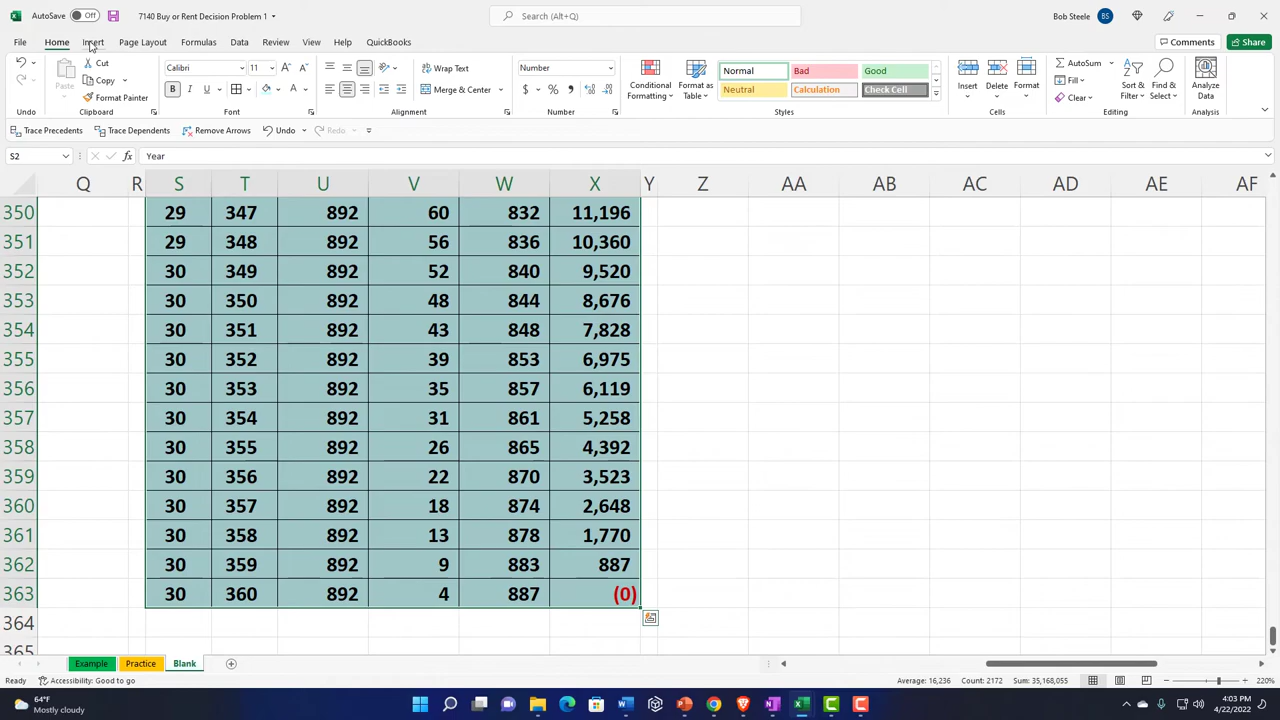 AutoSave Off 7140 Buy or Rent Decision Problem 1 Search (Alt+Q) Bob Steele BS
File Home Insert Page Layout Formulas Data Review View Help QuickBooks Comments Share
Paste Cut Copy Format Painter Calibri 11 B I U Wrap Text Merge & Center Number $ % Conditional Formatting Format as Table Normal Bad Good Neutral Calculation Check Cell Insert Delete Format AutoSum Fill Clear Sort & Filter Find & Select Analyze Data
Undo Clipboard Font Alignment Number Styles Cells Editing Analysis
Trace Precedents Trace Dependents Remove Arrows Undo Redo
S2 fx Year
Q R S T U V W X Y Z AA AB AC AD AE AF
350 29 347 892 60 832 11,196
351 29 348 892 56 836 10,360
352 30 349 892 52 840 9,520
353 30 350 892 48 844 8,676
354 30 351 892 43 848 7,828
355 30 352 892 39 853 6,975
356 30 353 892 35 857 6,119
357 30 354 892 31 861 5,258
358 30 355 892 26 865 4,392
359 30 356 892 22 870 3,523
360 30 357 892 18 874 2,648
361 30 358 892 13 878 1,770
362 30 359 892 9 883 887
363 30 360 892 4 887 (0)
364
365
Example Practice Blank
Ready Accessibility: Good to go Average: 16,236 Count: 2172 Sum: 35,168,055 220%
64°F
Mostly cloudy
4:03 PM
4/22/2022